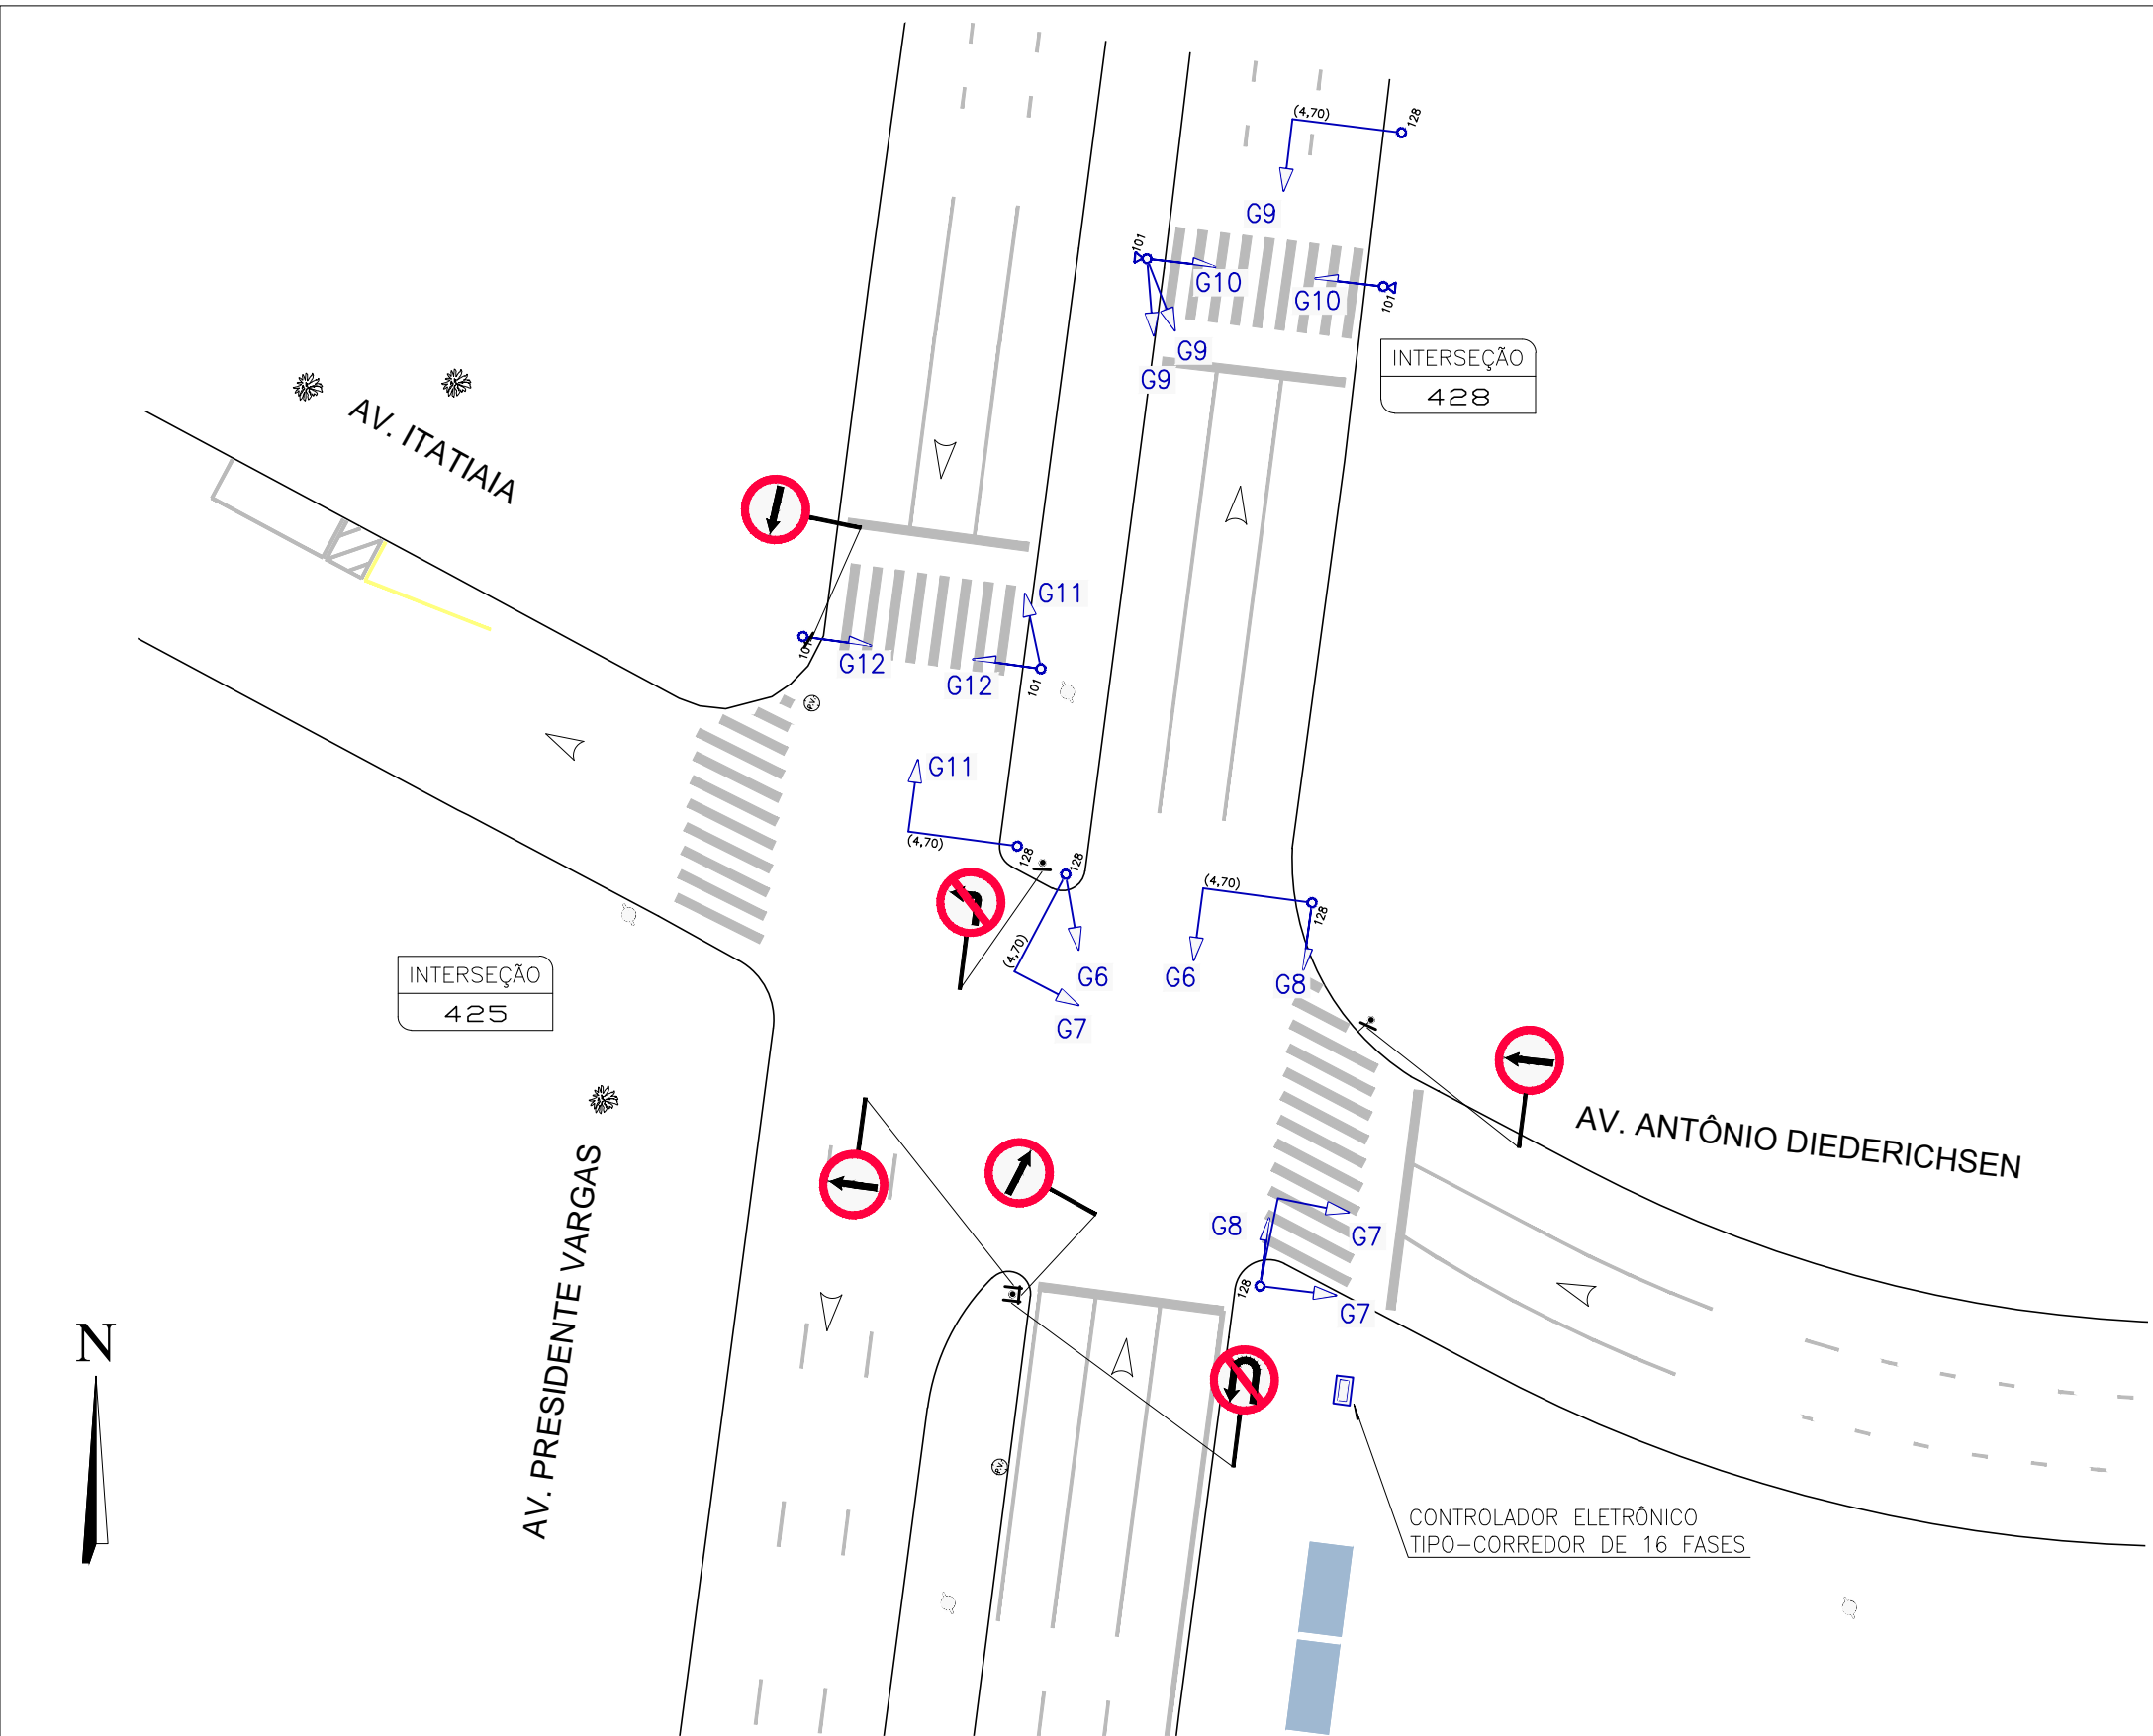 (4,70)
128
G9
101
G10
G10
101
G9
G9
INTERSEÇÃO
428
AV. ITATIAIA
G11
101
G12
G12
101
P.V.
G11
(4,70)
128
128
(4,70)
128
(4,70)
G6
G6
G8
G7
INTERSEÇÃO
425
AV. ANTÔNIO DIEDERICHSEN
AV. PRESIDENTE VARGAS
G8
G7
128
G7
N
P.V.
CONTROLADOR ELETRÔNICO
TIPO-CORREDOR DE 16 FASES